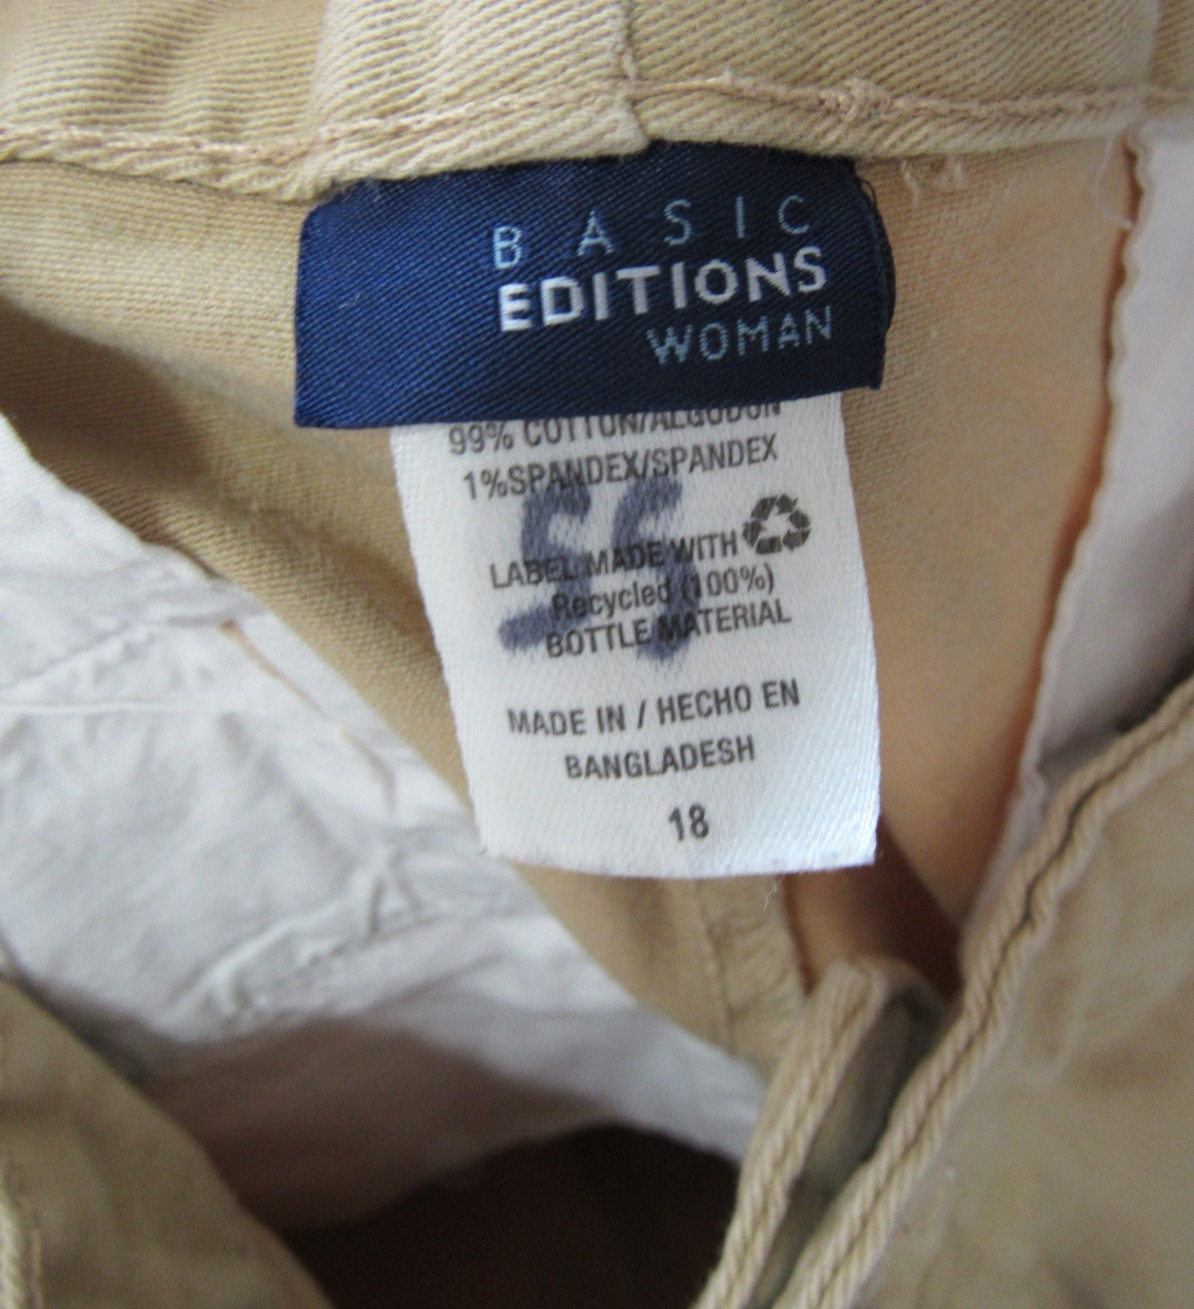 BASIC
EDITIONS
WOMAN
99% COTTON/ALGODON
1%SPANDEX/SPANDEX
SS
LABEL MADE WITH
Recycled (100%)
BOTTLE MATERIAL
MADE IN / HECHO EN
BANGLADESH
18